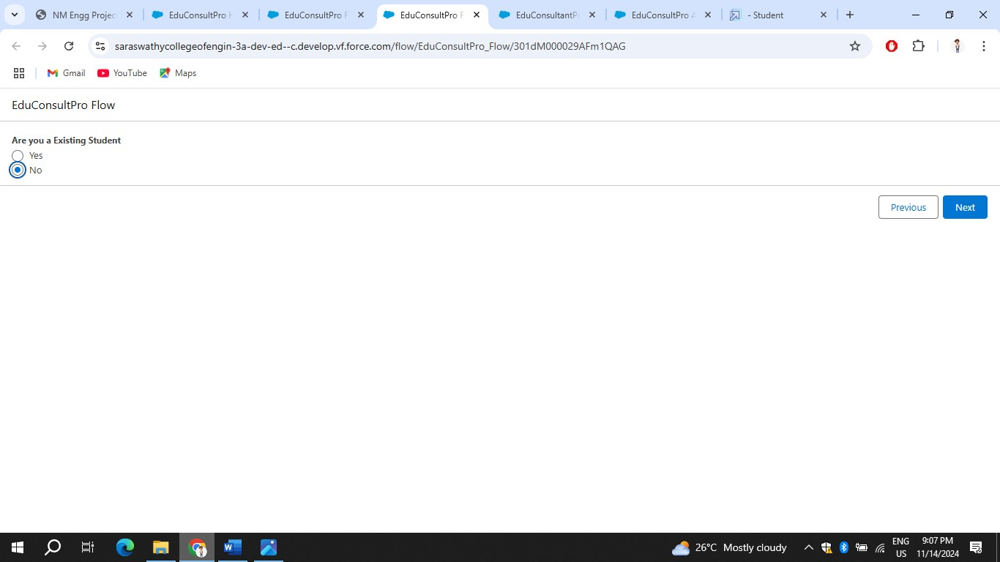 NM Engg Project
EduConsultPro
EduConsultPro
EduConsultPro
EduConsultantP
EduConsultPro
- Student
saraswathycollegeofengin-3a-dev-ed--c.develop.vf.force.com/flow/EduConsultPro_Flow/301dM000029AFm1QAG
Gmail
YouTube
Maps
EduConsultPro Flow
Are you a Existing Student
Yes
No
Previous
Next
26°C Mostly cloudy
ENG
US
9:07 PM
11/14/2024